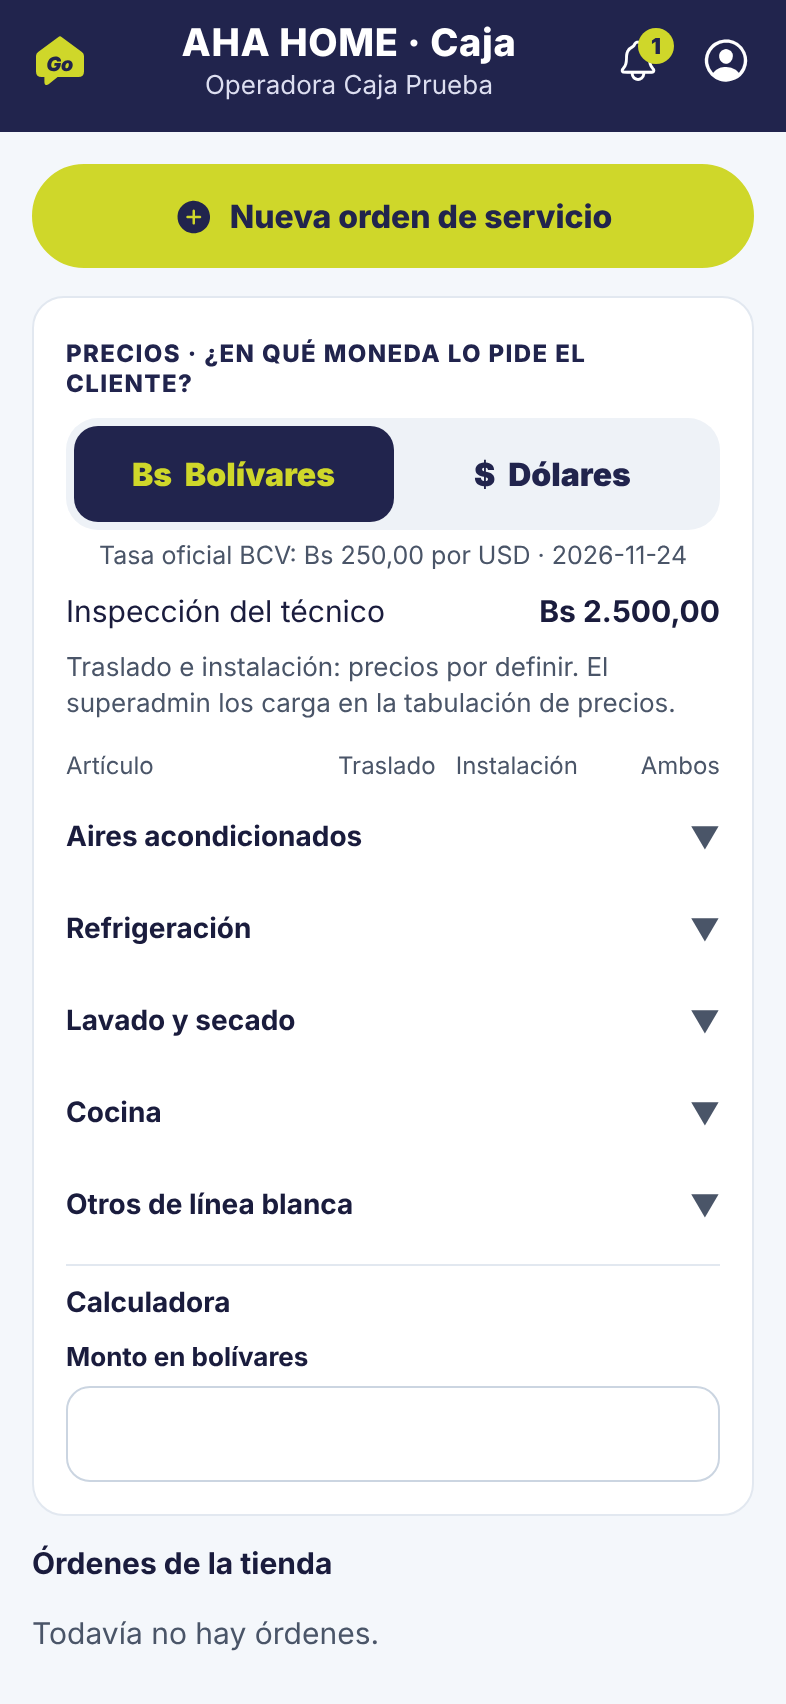 Go
AHA HOME · Caja
Operadora Caja Prueba
1
Nueva orden de servicio
PRECIOS · ¿EN QUÉ MONEDA LO PIDE EL
CLIENTE?
Bs Bolívares
$ Dólares
Tasa oficial BCV: Bs 250,00 por USD · 2026-11-24
Inspección del técnico Bs 2.500,00
Traslado e instalación: precios por definir. El
superadmin los carga en la tabulación de precios.
Artículo Traslado Instalación Ambos
Aires acondicionados
Refrigeración
Lavado y secado
Cocina
Otros de línea blanca
Calculadora
Monto en bolívares
Órdenes de la tienda
Todavía no hay órdenes.